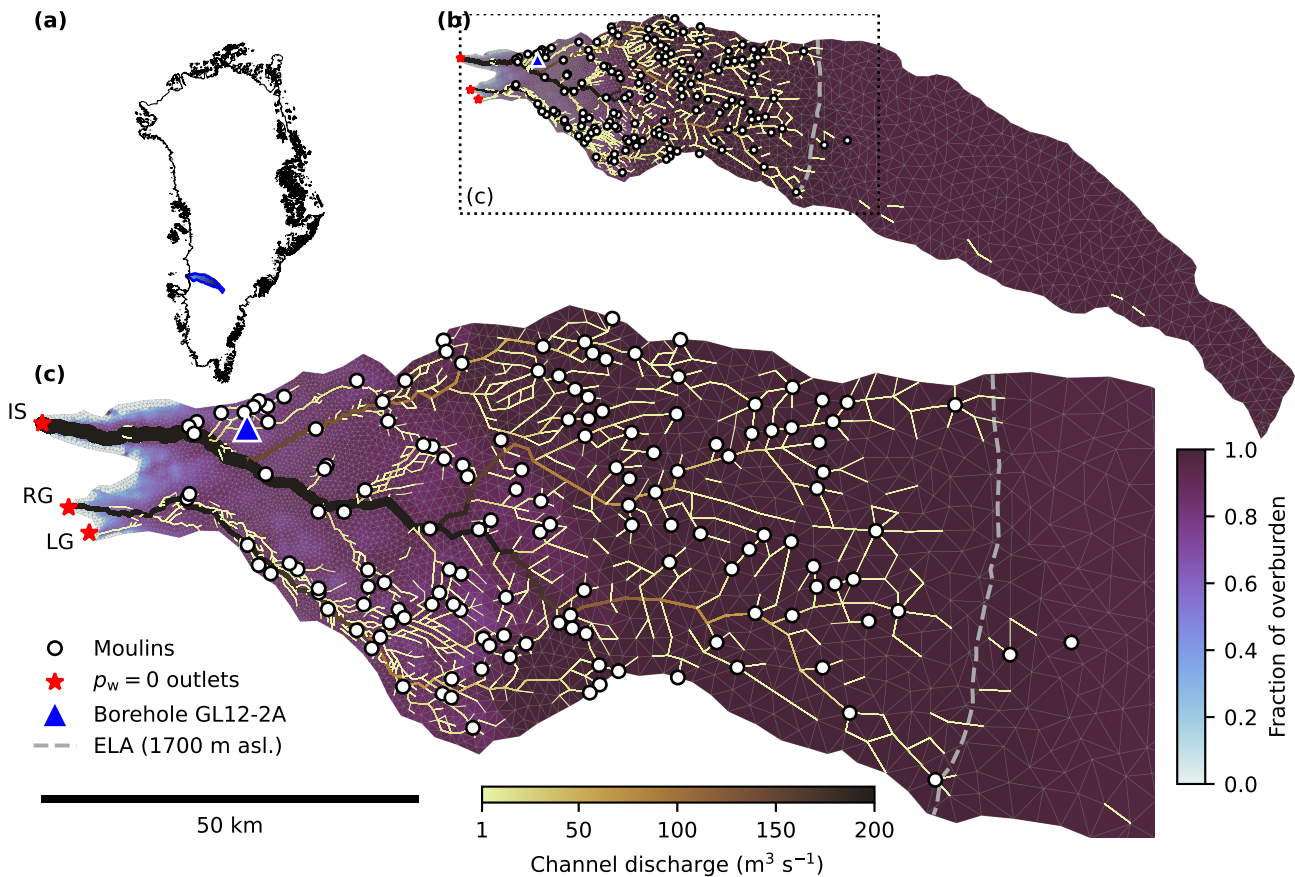 (a)
(b)
(c)
(c)
IS
RG
LG
Moulins
p_w = 0 outlets
Borehole GL12-2A
ELA (1700 m asl.)
50 km
1 50 100 150 200
Channel discharge (m³ s⁻¹)
1.0
0.8
0.6
0.4
0.2
0.0
Fraction of overburden